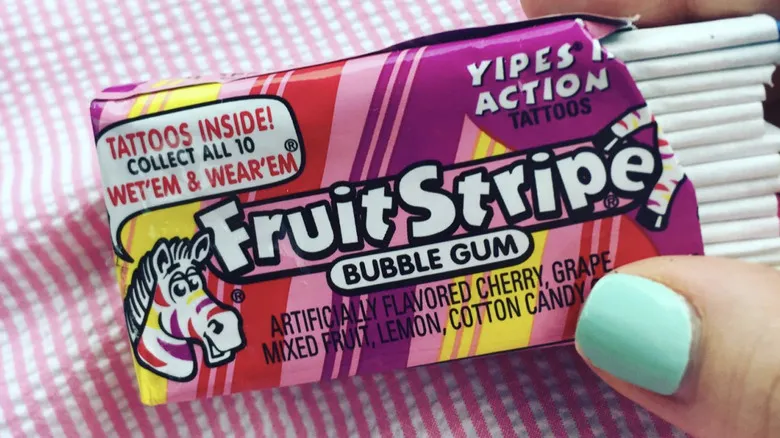 YIPES
ACTION
TATTOOS
TATTOOS INSIDE!
COLLECT ALL 10
WET'EM & WEAR'EM®
FruitStripe®
BUBBLE GUM
®
ARTIFICIALLY FLAVORED CHERRY, GRAPE
MIXED FRUIT, LEMON, COTTON CANDY